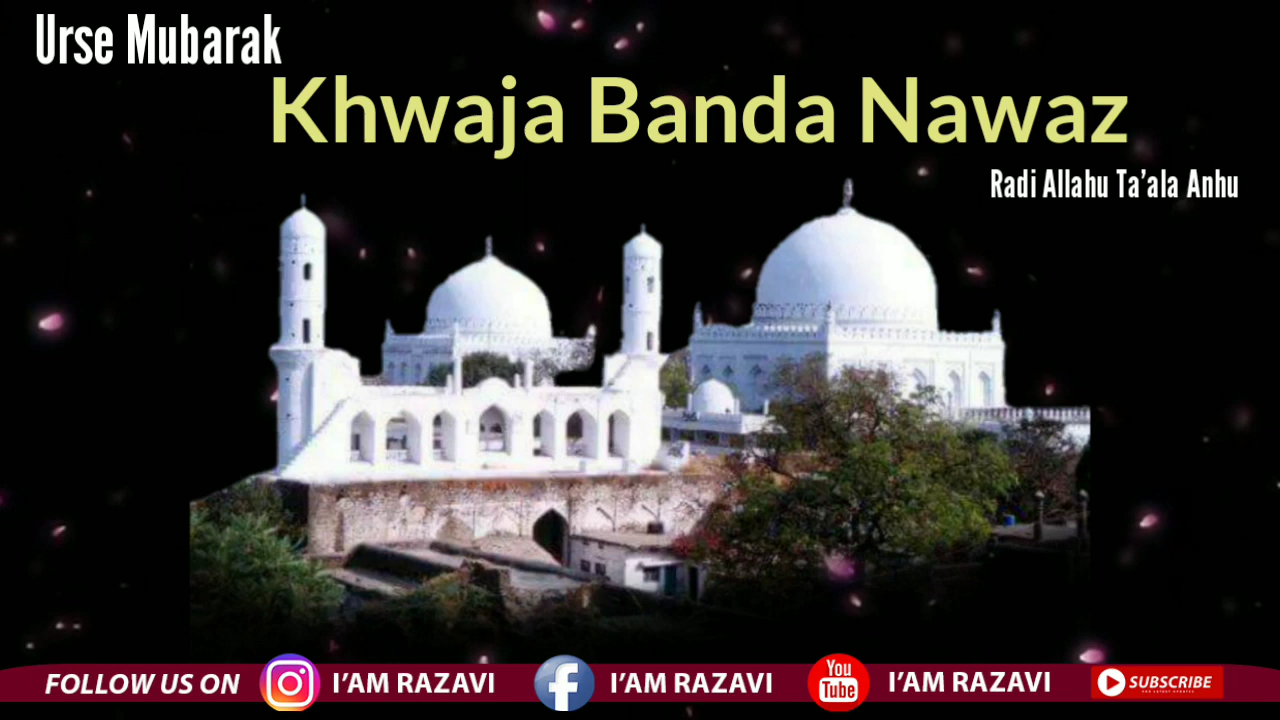 Urse Mubarak
Khwaja Banda Nawaz
Radi Allahu Ta'ala Anhu
FOLLOW US ON I'AM RAZAVI I'AM RAZAVI You Tube I'AM RAZAVI SUBSCRIBE